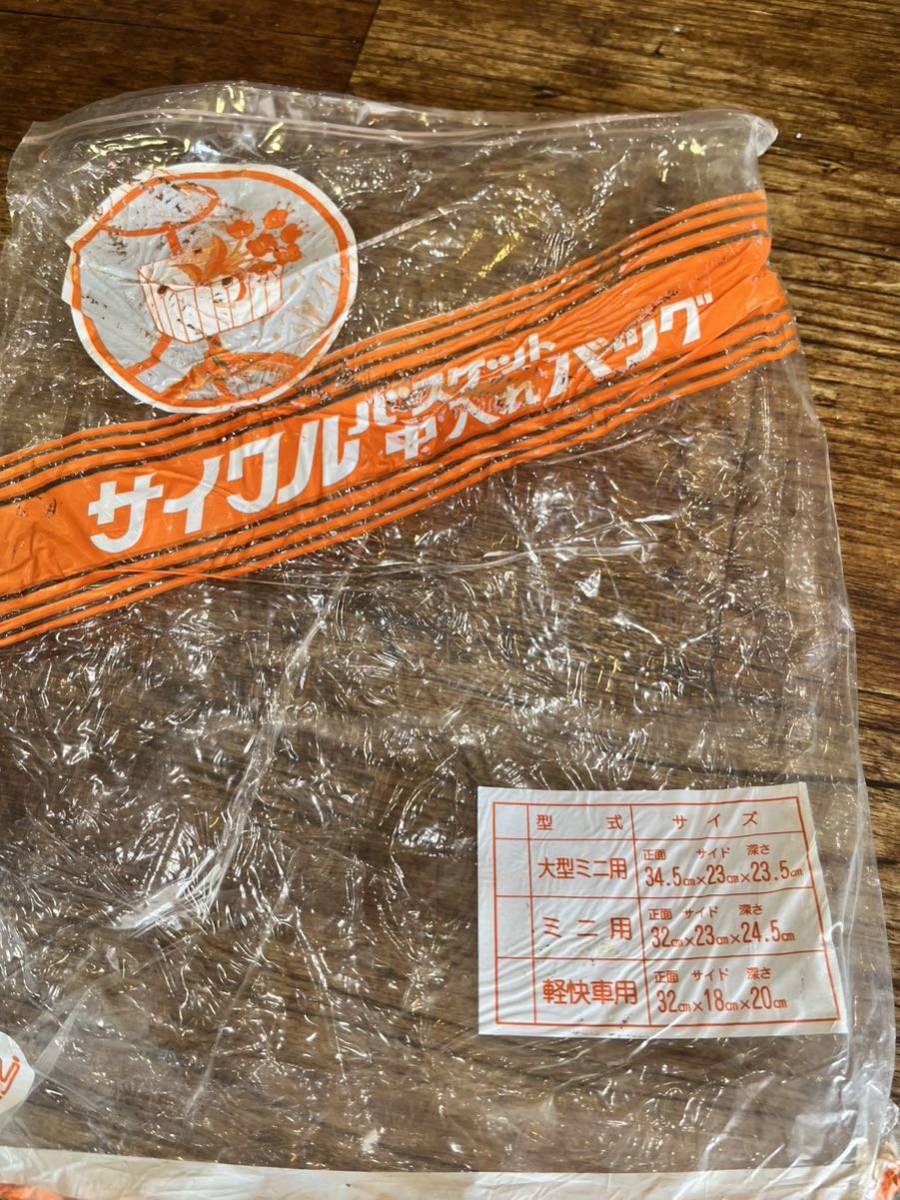 サイクルバスケット中入れバッグ
型式 サイズ
大型ミニ用 正面 サイド 深さ
34.5cm×23cm×23.5cm
ミニ用 正面 サイド 深さ
32cm×23cm×24.5cm
軽快車用 正面 サイド 深さ
32cm×18cm×20cm